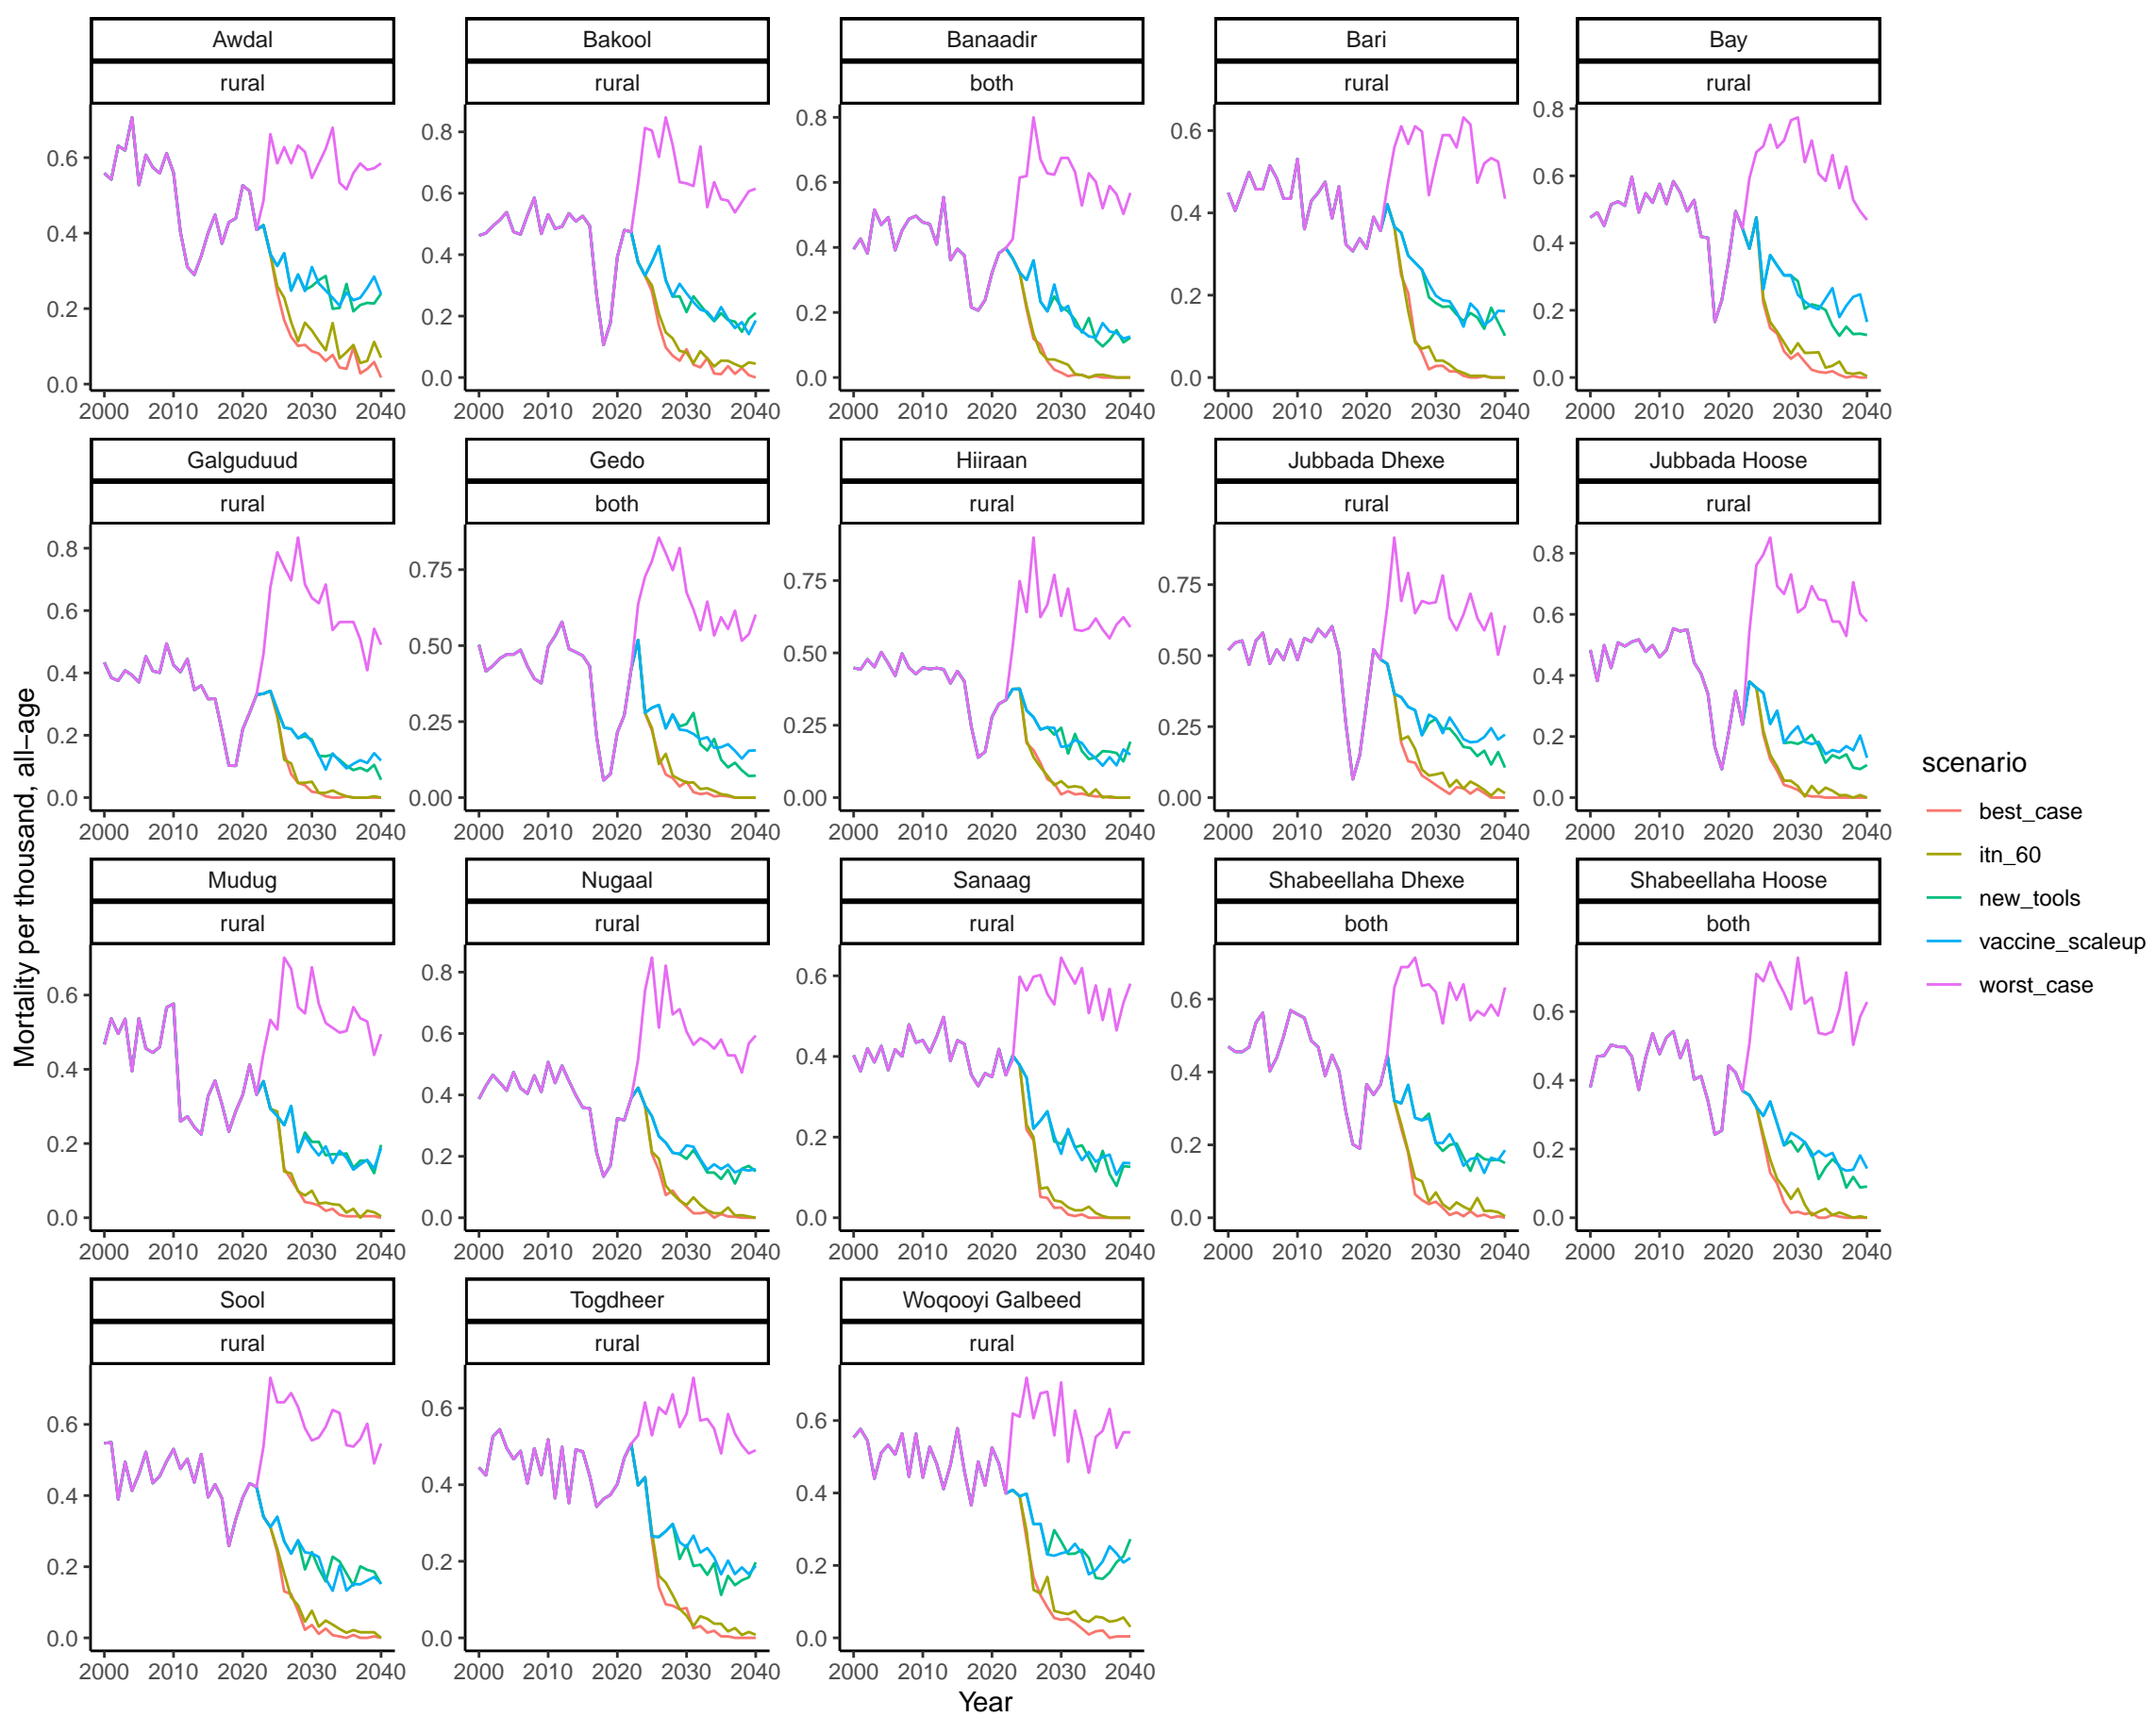 Awdal
rural
Bakool
rural
Banaadir
both
Bari
rural
Bay
rural
0.6
0.4
0.2
0.0
2000 2010 2020 2030 2040
0.8
0.6
0.4
0.2
0.0
2000 2010 2020 2030 2040
0.8
0.6
0.4
0.2
0.0
2000 2010 2020 2030 2040
0.6
0.4
0.2
0.0
2000 2010 2020 2030 2040
0.8
0.6
0.4
0.2
0.0
2000 2010 2020 2030 2040
Galguduud
rural
Gedo
both
Hiiraan
rural
Jubbada Dhexe
rural
Jubbada Hoose
rural
0.8
0.6
0.4
0.2
0.0
2000 2010 2020 2030 2040
0.75
0.50
0.25
0.00
2000 2010 2020 2030 2040
0.75
0.50
0.25
0.00
2000 2010 2020 2030 2040
0.75
0.50
0.25
0.00
2000 2010 2020 2030 2040
0.8
0.6
0.4
0.2
0.0
2000 2010 2020 2030 2040
Mudug
rural
Nugaal
rural
Sanaag
rural
Shabeellaha Dhexe
both
Shabeellaha Hoose
both
0.6
0.4
0.2
0.0
2000 2010 2020 2030 2040
0.8
0.6
0.4
0.2
0.0
2000 2010 2020 2030 2040
0.6
0.4
0.2
0.0
2000 2010 2020 2030 2040
0.6
0.4
0.2
0.0
2000 2010 2020 2030 2040
0.6
0.4
0.2
0.0
2000 2010 2020 2030 2040
Sool
rural
Togdheer
rural
Woqooyi Galbeed
rural
0.6
0.4
0.2
0.0
2000 2010 2020 2030 2040
0.6
0.4
0.2
0.0
2000 2010 2020 2030 2040
0.6
0.4
0.2
0.0
2000 2010 2020 2030 2040
Year
Mortality per thousand, all−age
scenario
best_case
itn_60
new_tools
vaccine_scaleup
worst_case